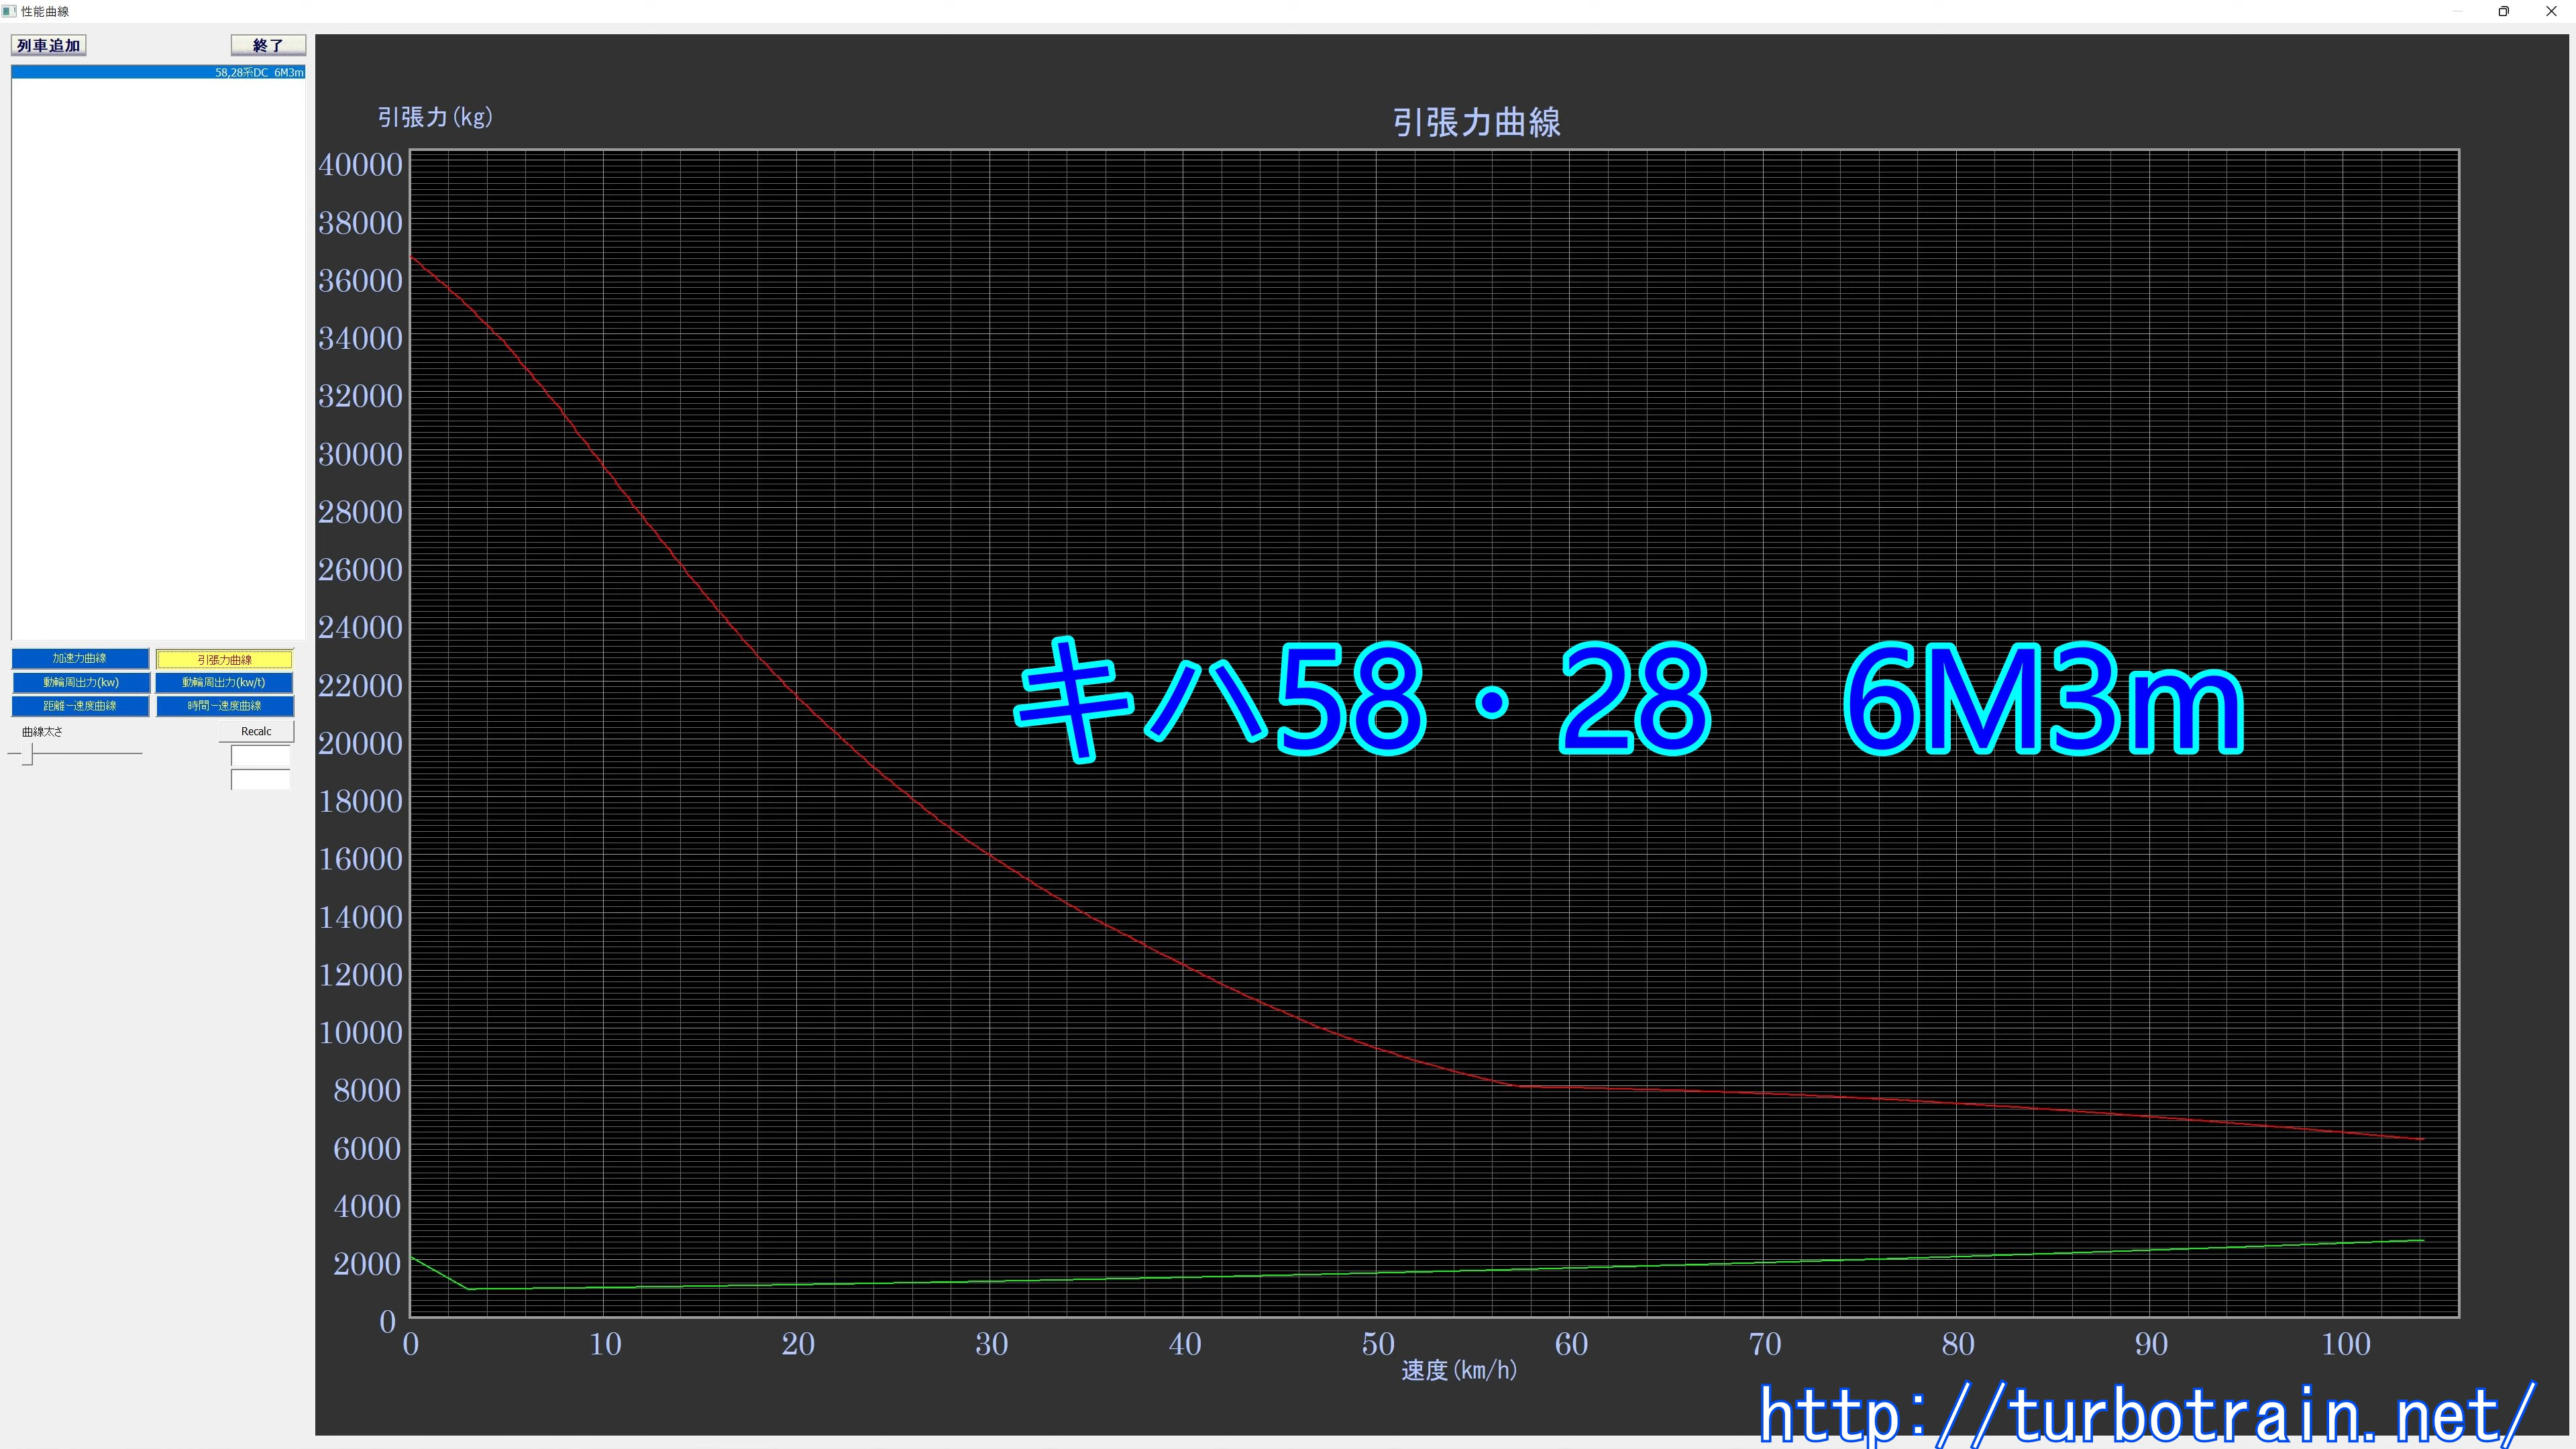 性能曲線
列車追加
終了
58,28系DC 6M3m
加速力曲線
引張力曲線
動輪周出力(kw)
動輪周出力(kw/t)
距離ー速度曲線
時間ー速度曲線
曲線太さ
Recalc
引張力(kg)
引張力曲線
40000
38000
36000
34000
32000
30000
28000
26000
24000
22000
20000
18000
16000
14000
12000
10000
8000
6000
4000
2000
0
キハ58・28 6M3m
0 10 20 30 40 50 60 70 80 90 100
速度(km/h)
http://turbotrain.net/